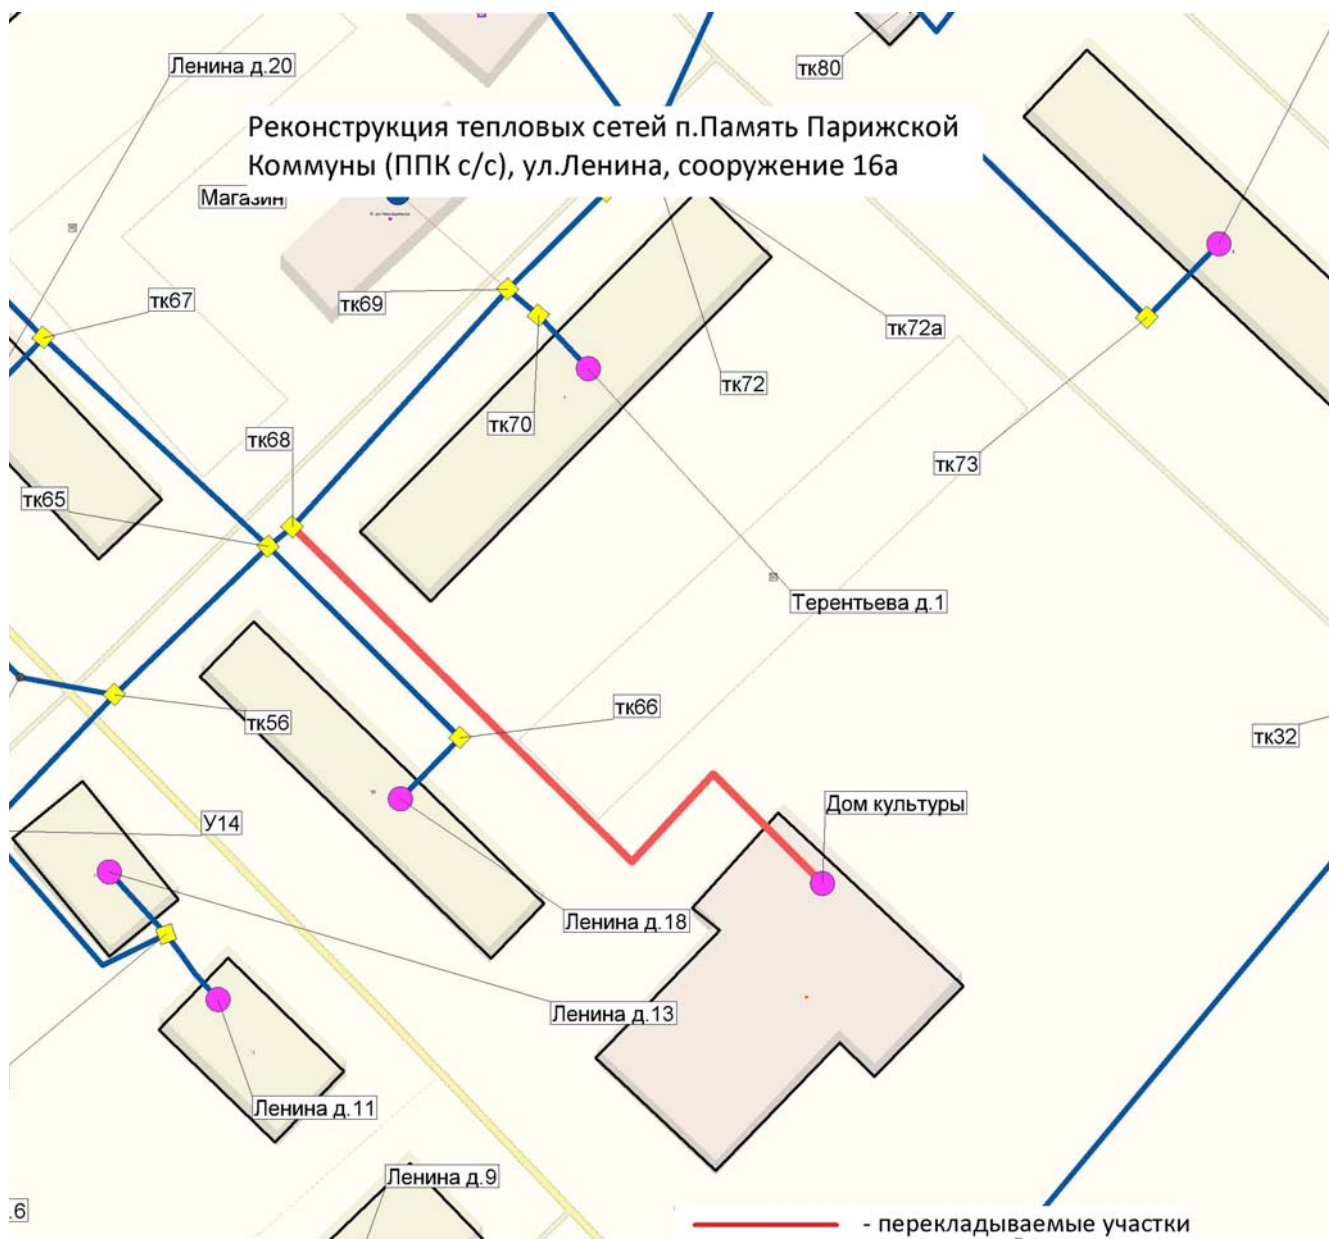 Ленина д.20
тк80
Реконструкция тепловых сетей п.Память Парижской
Коммуны (ППК с/с), ул.Ленина, сооружение 16а
Магазин
тк67
тк69
тк72а
тк72
тк70
тк68
тк73
тк65
Терентьева д.1
тк66
тк56
тк32
Дом культуры
У14
Ленина д.18
Ленина д.13
Ленина д.11
Ленина д.9
.6
- перекладываемые участки